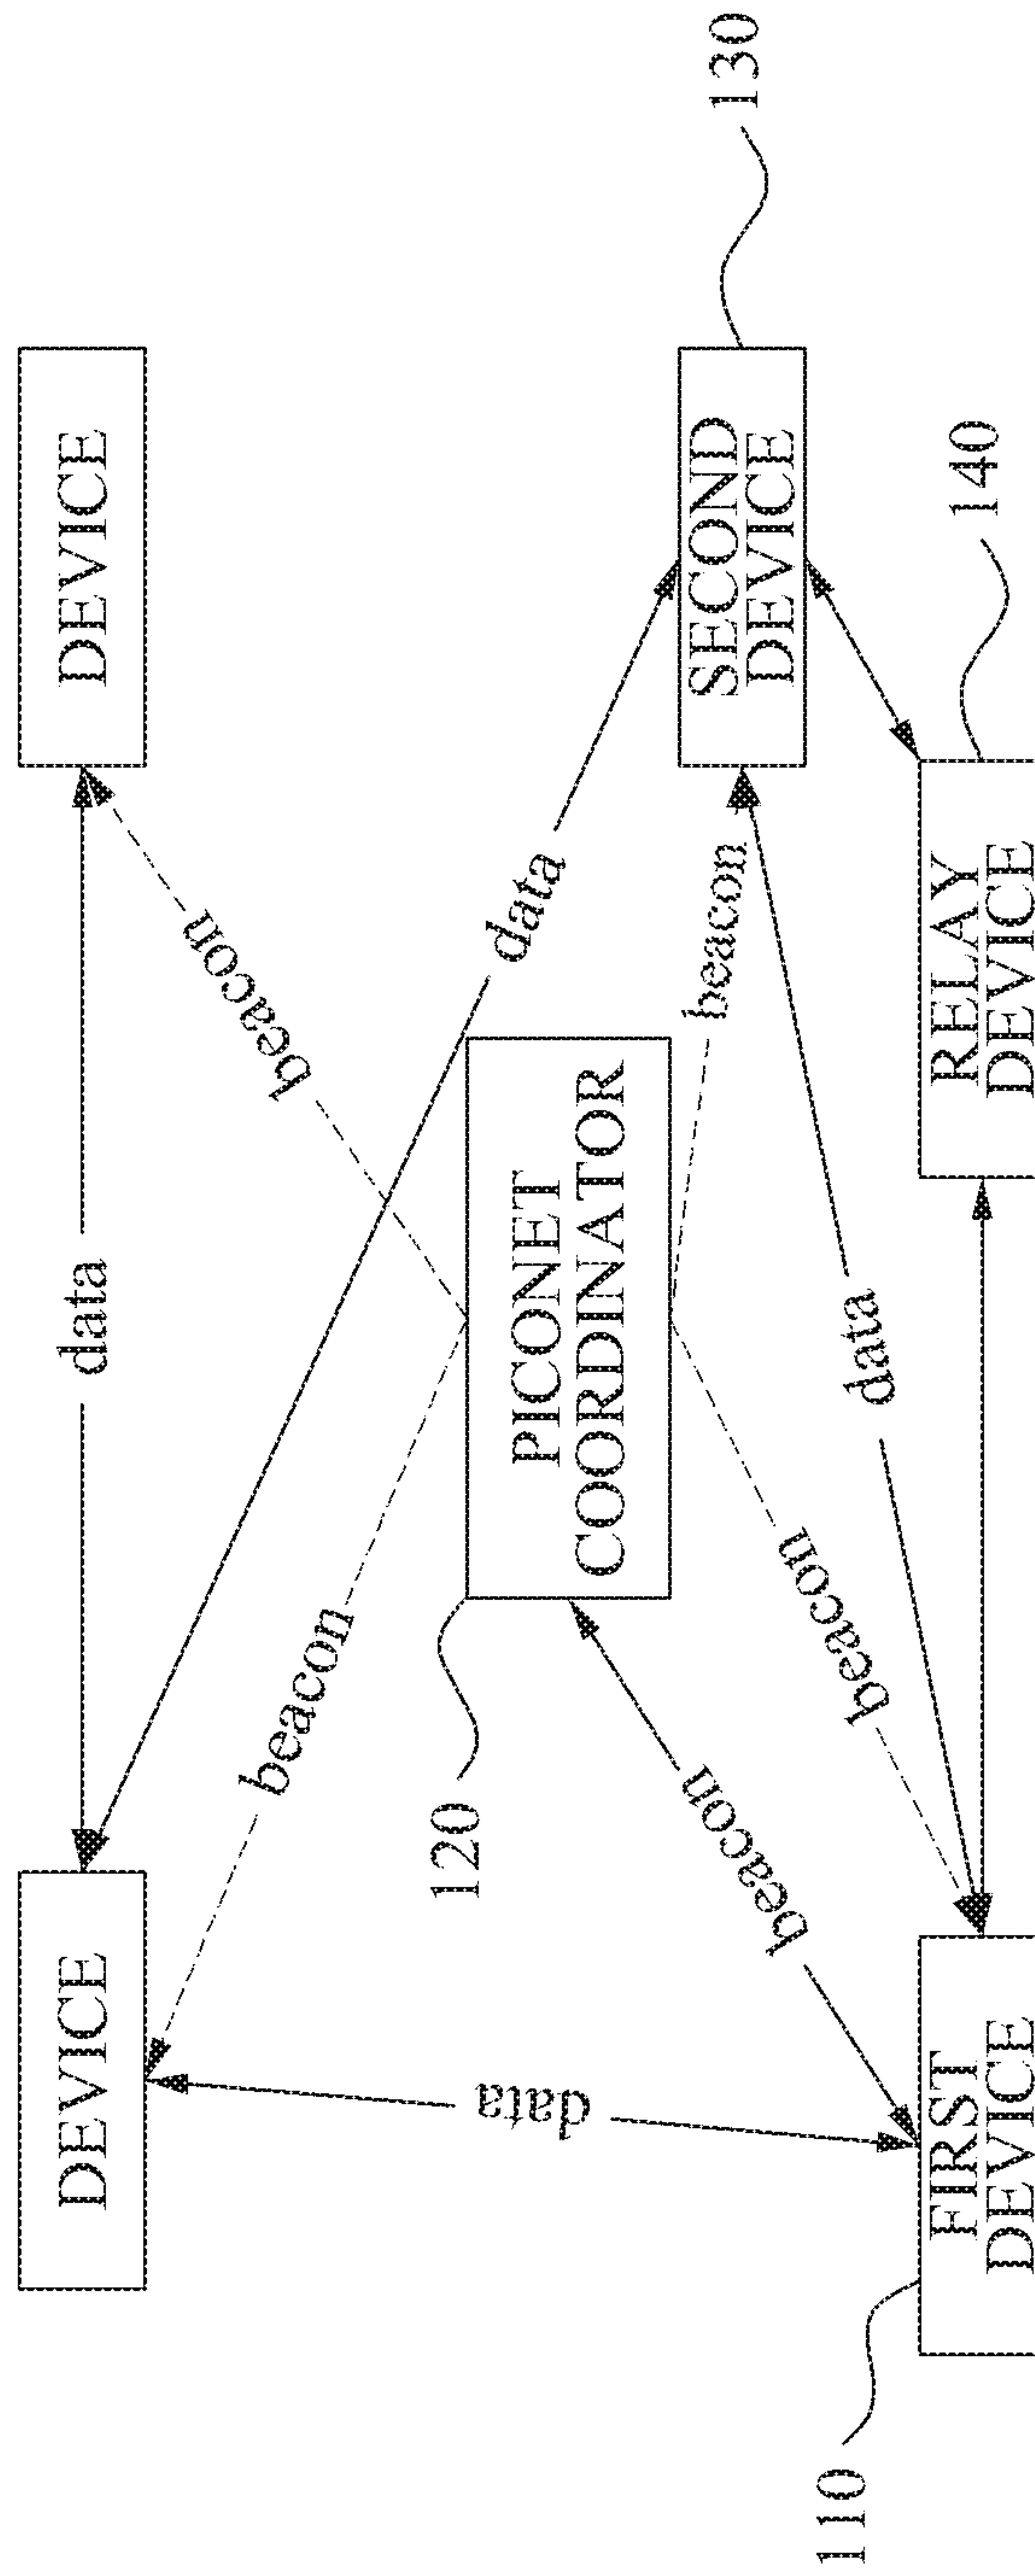 DEVICE
data
DEVICE
beacon
beacon
data
120
PICONET
COORDINATOR
data
beacon
beacon
beacon
SECOND
DEVICE
130
data
110
FIRST
DEVICE
RELAY
DEVICE
140